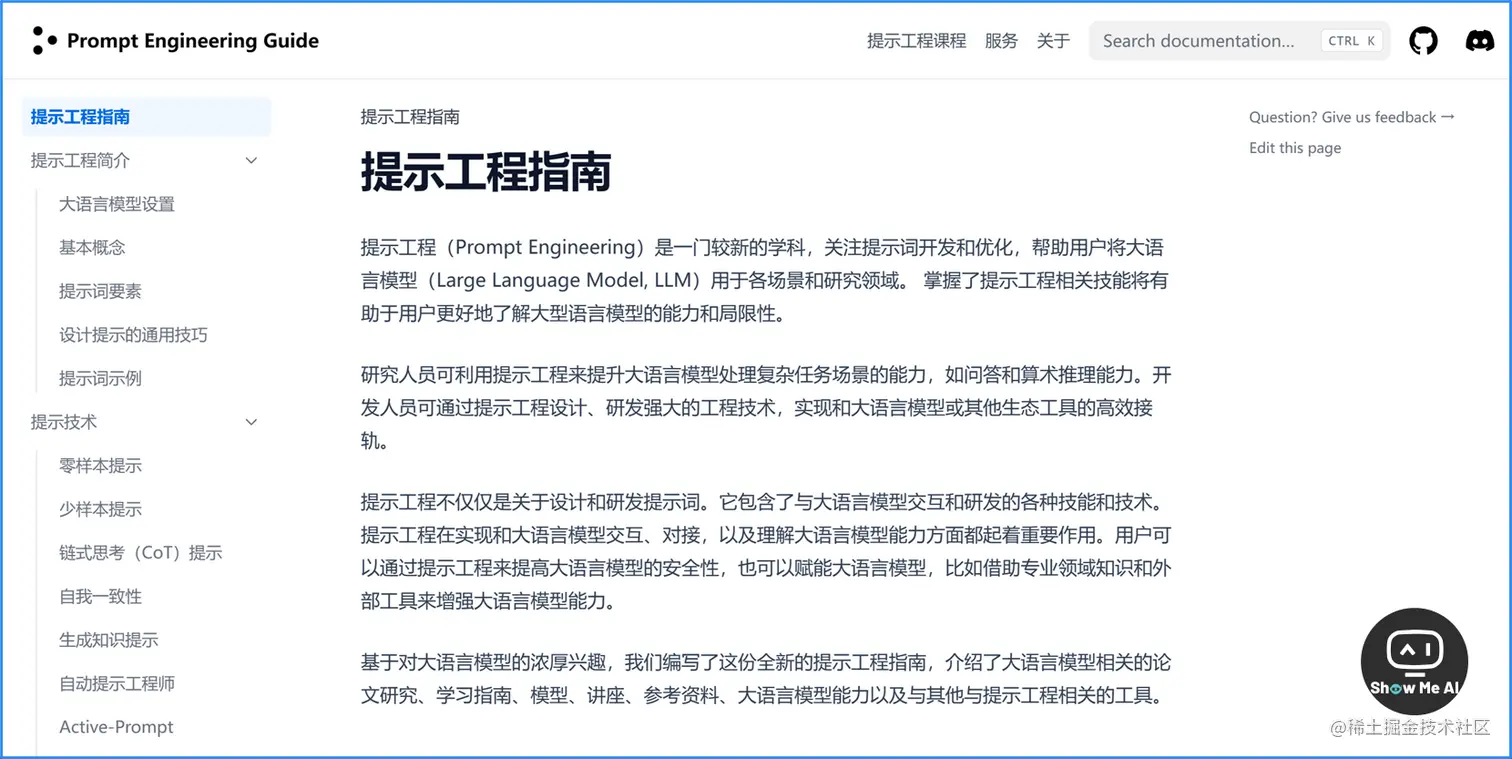 Prompt Engineering Guide
提示工程课程 服务 关于 Search documentation... CTRL K
提示工程指南
提示工程简介
大语言模型设置
基本概念
提示词要素
设计提示的通用技巧
提示词示例
提示技术
零样本提示
少样本提示
链式思考（CoT）提示
自我一致性
生成知识提示
自动提示工程师
Active-Prompt
提示工程指南
提示工程指南
提示工程（Prompt Engineering）是一门较新的学科，关注提示词开发和优化，帮助用户将大语
言模型（Large Language Model, LLM）用于各场景和研究领域。 掌握了提示工程相关技能将有
助于用户更好地了解大型语言模型的能力和局限性。
研究人员可利用提示工程来提升大语言模型处理复杂任务场景的能力，如问答和算术推理能力。开
发人员可通过提示工程设计、研发强大的工程技术，实现和大语言模型或其他生态工具的高效接
轨。
提示工程不仅仅是关于设计和研发提示词。它包含了与大语言模型交互和研发的各种技能和技术。
提示工程在实现和大语言模型交互、对接，以及理解大语言模型能力方面都起着重要作用。用户可
以通过提示工程来提高大语言模型的安全性，也可以赋能大语言模型，比如借助专业领域知识和外
部工具来增强大语言模型能力。
基于对大语言模型的浓厚兴趣，我们编写了这份全新的提示工程指南，介绍了大语言模型相关的论
文研究、学习指南、模型、讲座、参考资料、大语言模型能力以及与其他与提示工程相关的工具。
Question? Give us feedback →
Edit this page
Show Me AI
@稀土掘金技术社区